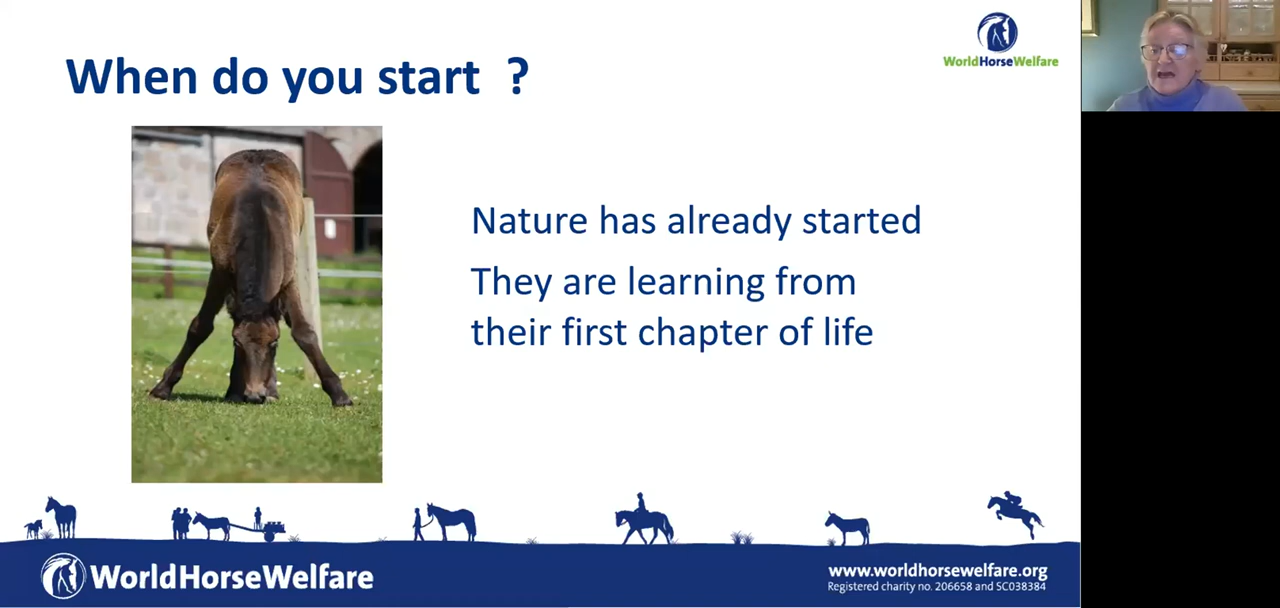 WorldHorseWelfare
When do you start ?
Nature has already started
They are learning from
their first chapter of life
WorldHorseWelfare
www.worldhorsewelfare.org
Registered charity no. 206658 and SC038384